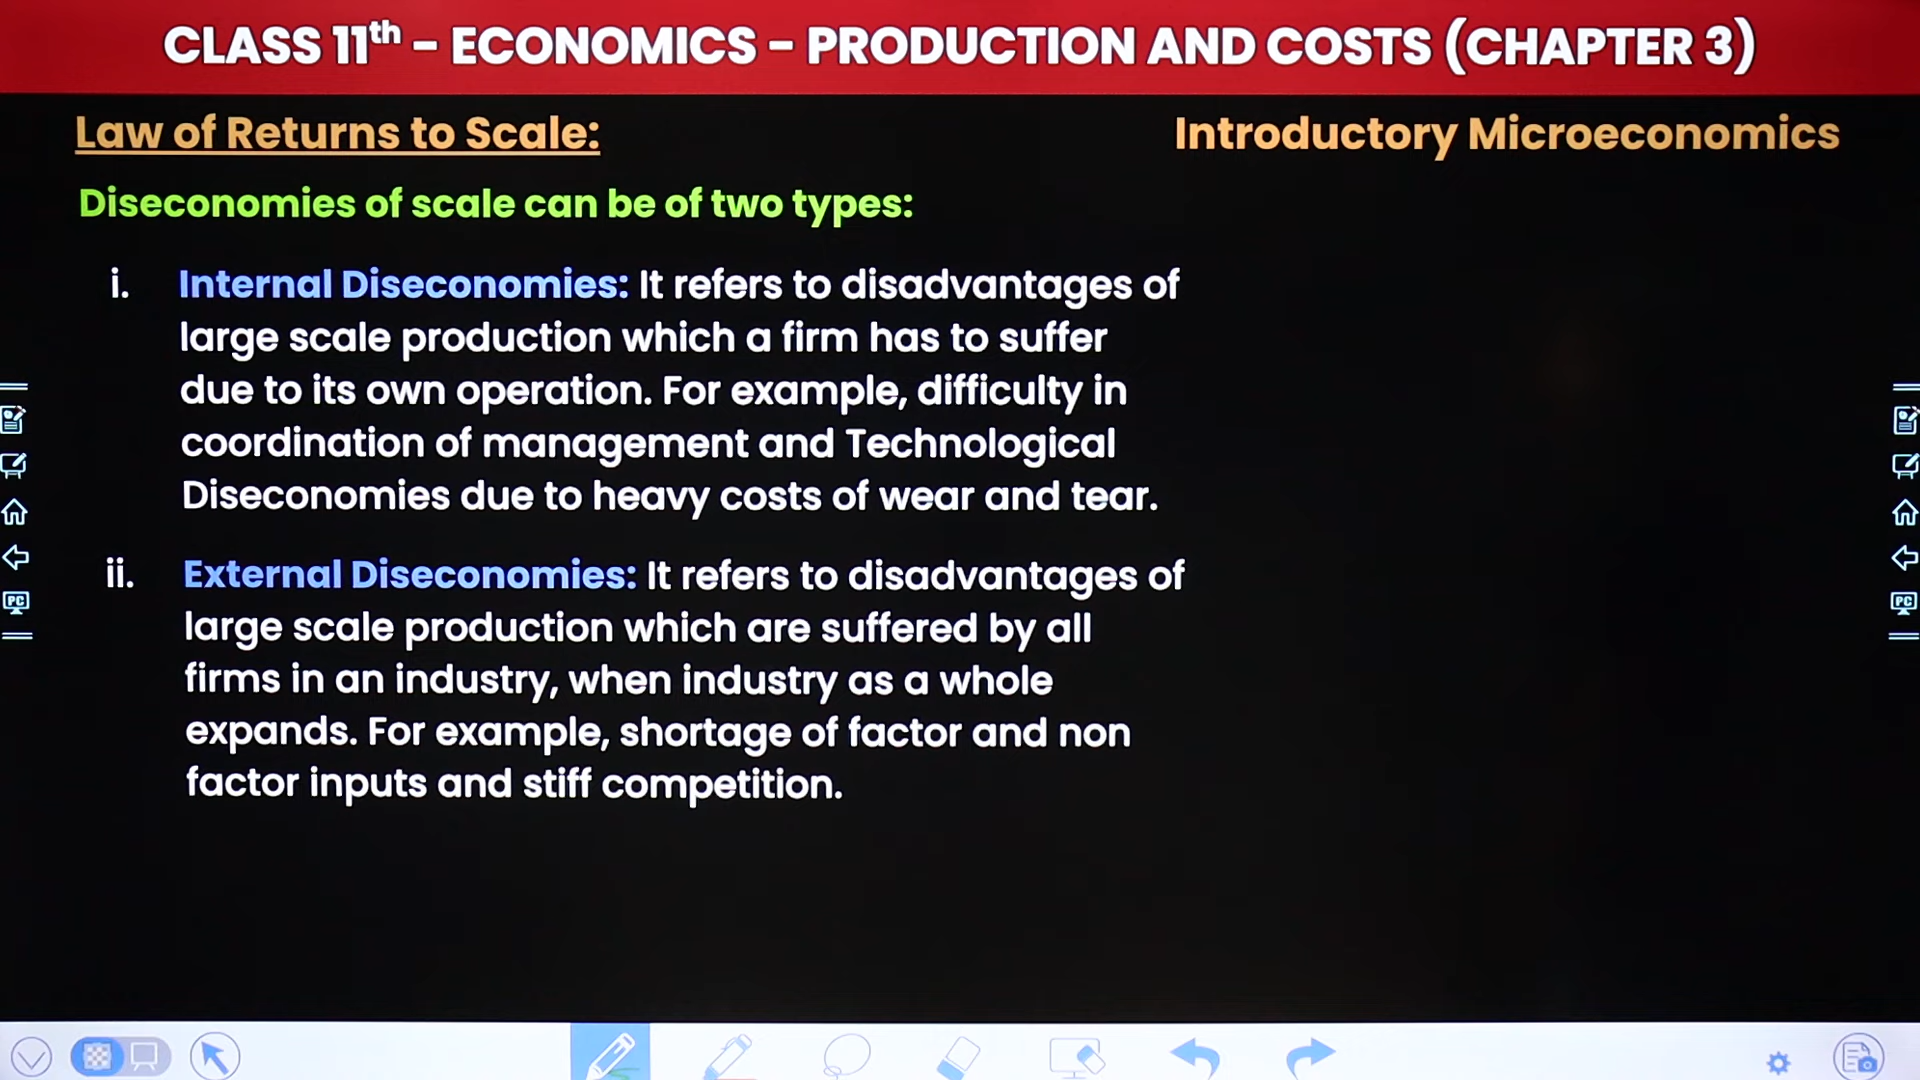 CLASS 11th - ECONOMICS - PRODUCTION AND COSTS (CHAPTER 3)
Law of Returns to Scale:
Introductory Microeconomics
Diseconomies of scale can be of two types:
i. Internal Diseconomies: It refers to disadvantages of
large scale production which a firm has to suffer
due to its own operation. For example, difficulty in
coordination of management and Technological
Diseconomies due to heavy costs of wear and tear.
ii. External Diseconomies: It refers to disadvantages of
large scale production which are suffered by all
firms in an industry, when industry as a whole
expands. For example, shortage of factor and non
factor inputs and stiff competition.
PC
PC